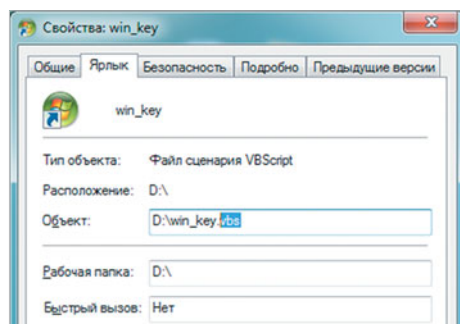 Свойства: win_key
Общие Ярлык Безопасность Подробно Предыдущие версии
win_key
Тип объекта: Файл сценария VBScript
Расположение: D:\
Объект: D:\win_key.vbs
Рабочая папка: D:\
Быстрый вызов: Нет